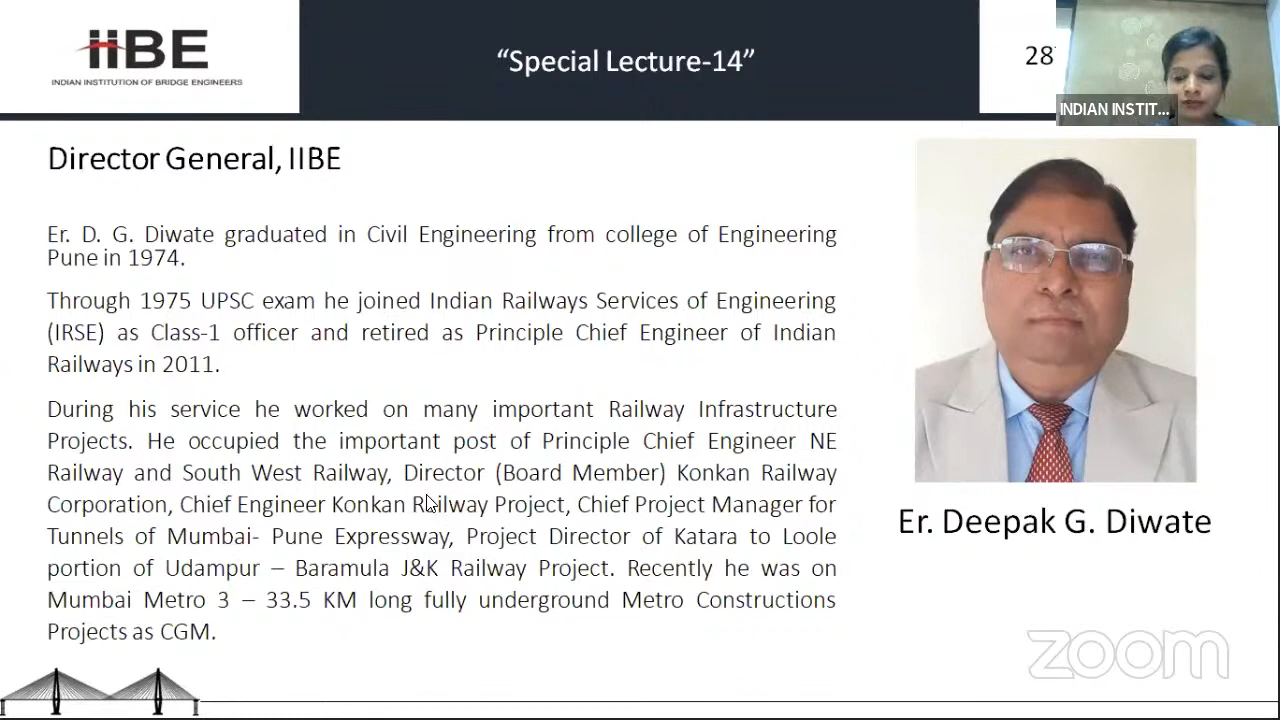 iiBE
INDIAN INSTITUTION OF BRIDGE ENGINEERS
“Special Lecture-14”
28
INDIAN INSTIT...
Director General, IIBE
Er. D. G. Diwate graduated in Civil Engineering from college of Engineering
Pune in 1974.
Through 1975 UPSC exam he joined Indian Railways Services of Engineering
(IRSE) as Class-1 officer and retired as Principle Chief Engineer of Indian
Railways in 2011.
During his service he worked on many important Railway Infrastructure
Projects. He occupied the important post of Principle Chief Engineer NE
Railway and South West Railway, Director (Board Member) Konkan Railway
Corporation, Chief Engineer Konkan Railway Project, Chief Project Manager for
Tunnels of Mumbai- Pune Expressway, Project Director of Katara to Loole
portion of Udampur – Baramula J&K Railway Project. Recently he was on
Mumbai Metro 3 – 33.5 KM long fully underground Metro Constructions
Projects as CGM.
Er. Deepak G. Diwate
zoom